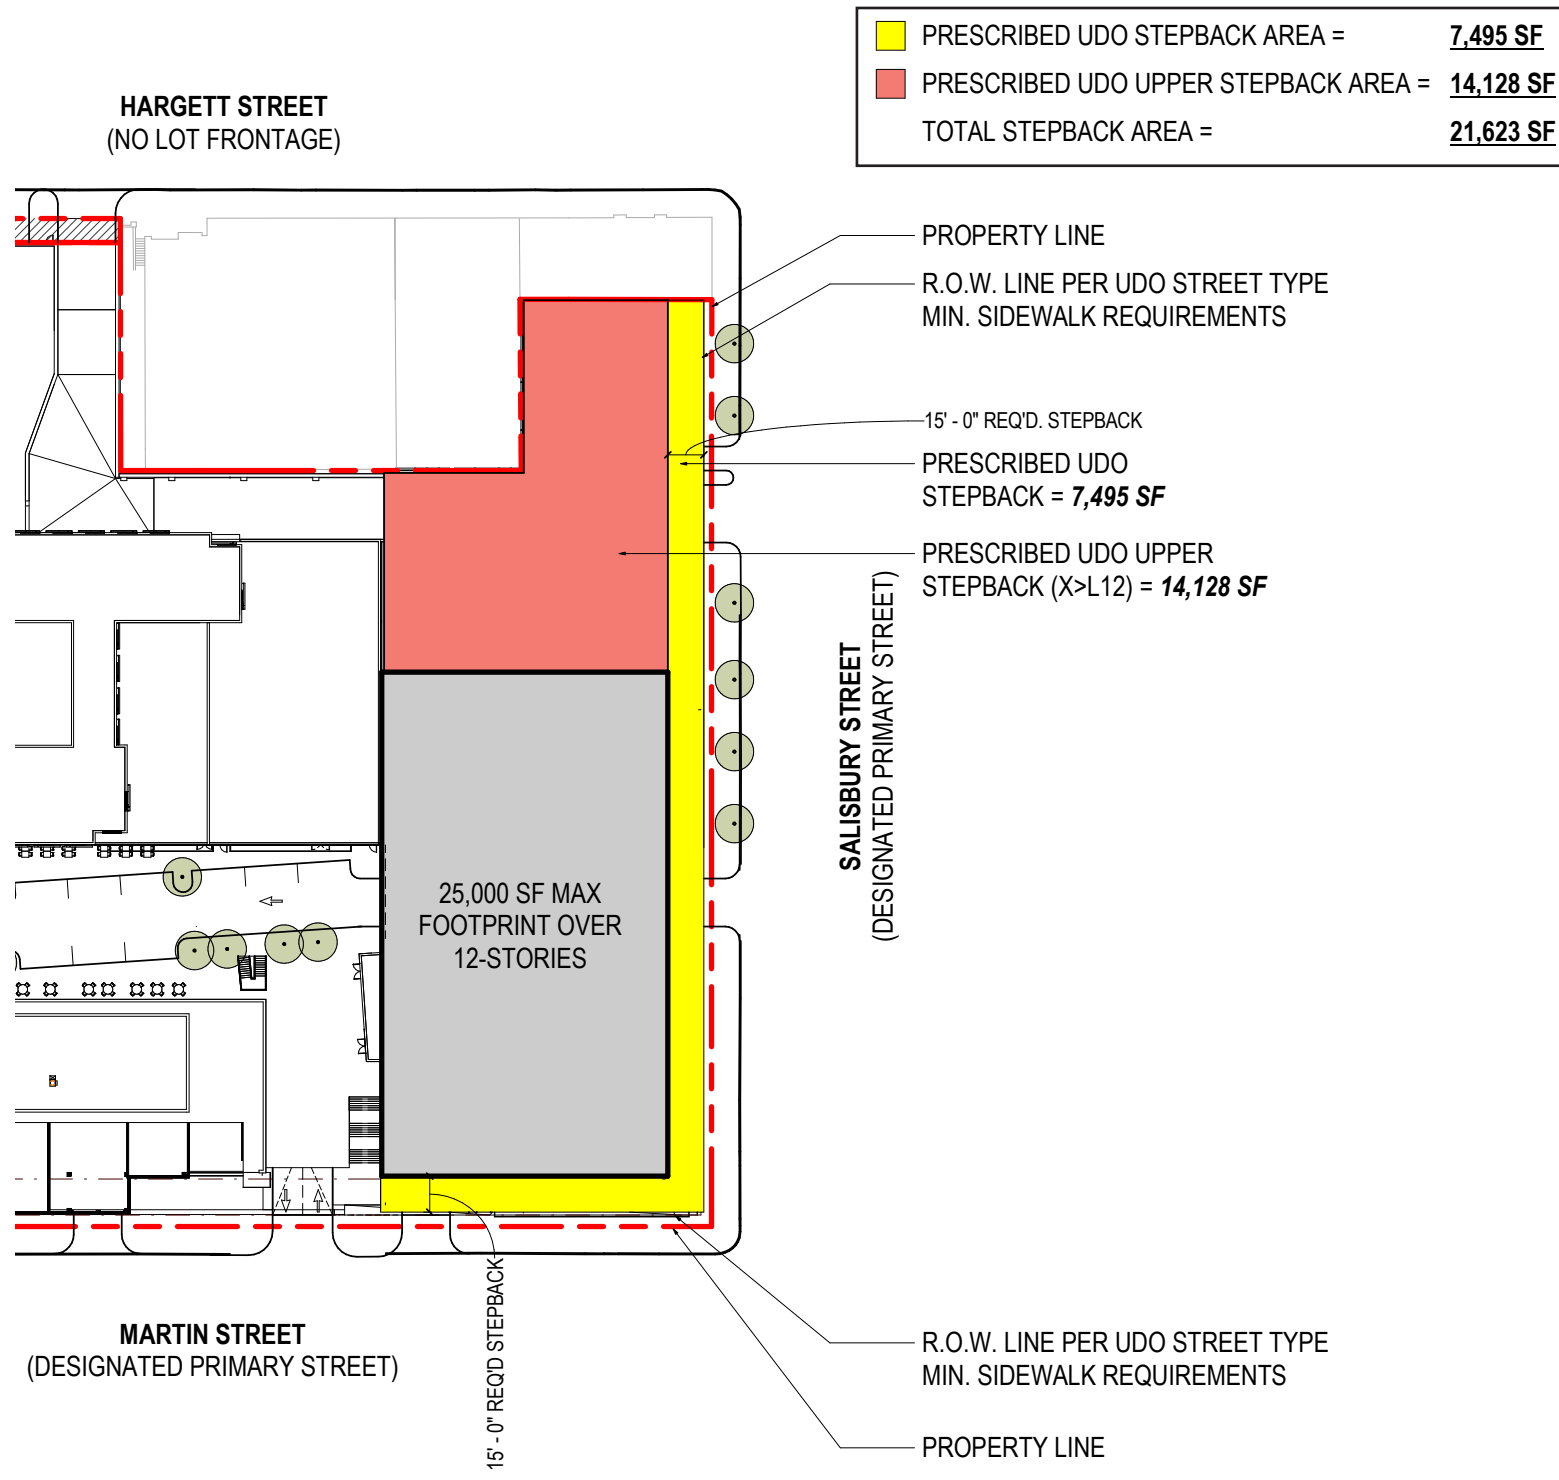 PRESCRIBED UDO STEPBACK AREA = 7,495 SF
PRESCRIBED UDO UPPER STEPBACK AREA = 14,128 SF
TOTAL STEPBACK AREA = 21,623 SF
HARGETT STREET
(NO LOT FRONTAGE)
PROPERTY LINE
R.O.W. LINE PER UDO STREET TYPE
MIN. SIDEWALK REQUIREMENTS
15' - 0" REQ'D. STEPBACK
PRESCRIBED UDO
STEPBACK = 7,495 SF
PRESCRIBED UDO UPPER
STEPBACK (X>L12) = 14,128 SF
SALISBURY STREET
(DESIGNATED PRIMARY STREET)
25,000 SF MAX
FOOTPRINT OVER
12-STORIES
15' - 0" REQ'D STEPBACK
MARTIN STREET
(DESIGNATED PRIMARY STREET)
R.O.W. LINE PER UDO STREET TYPE
MIN. SIDEWALK REQUIREMENTS
PROPERTY LINE